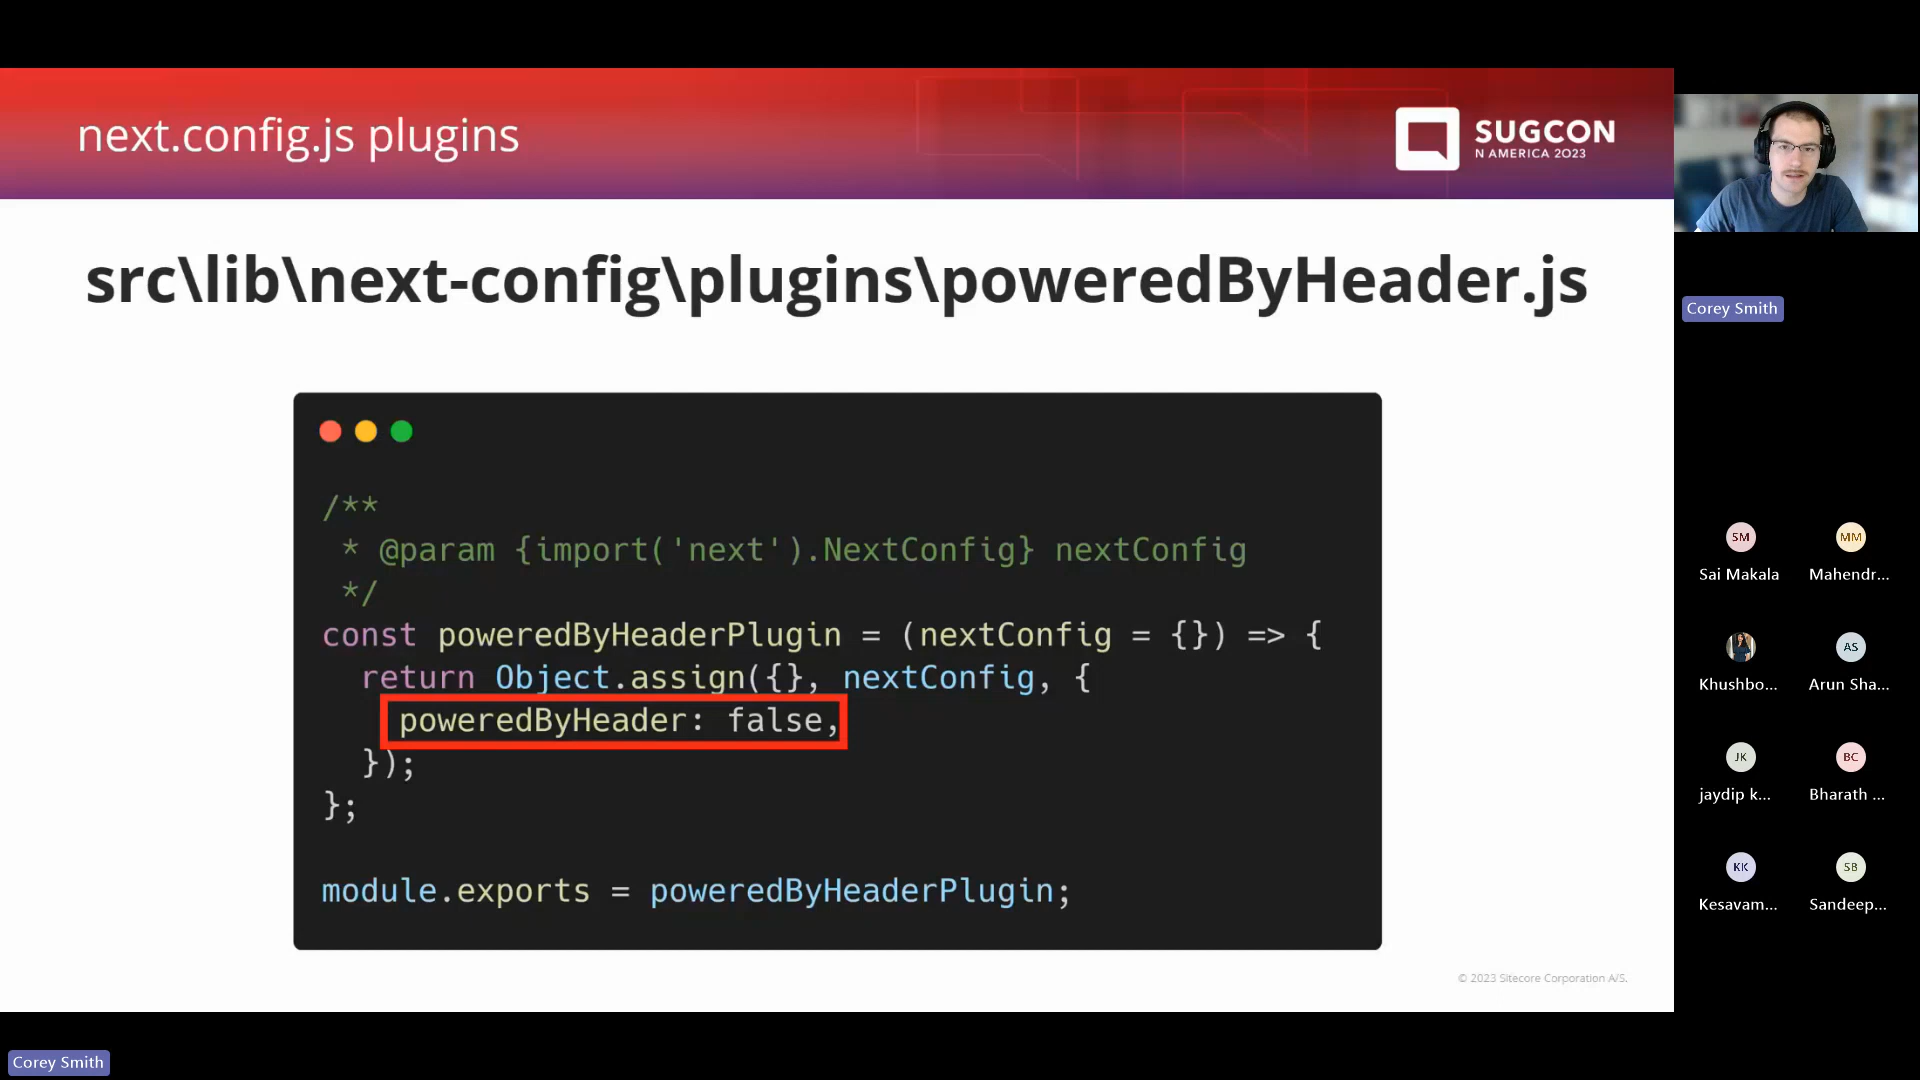 next.config.js plugins
SUGCON
N AMERICA 2023
src\lib\next-config\plugins\poweredByHeader.js
/**
 * @param {import('next').NextConfig} nextConfig
 */
const poweredByHeaderPlugin = (nextConfig = {}) => {
  return Object.assign({}, nextConfig, {
    poweredByHeader: false,
  });
};
module.exports = poweredByHeaderPlugin;
© 2023 Sitecore Corporation A/S.
Corey Smith
Corey Smith
SM
MM
Sai Makala
Mahendr...
AS
Khushbo...
Arun Sha...
JK
BC
jaydip k...
Bharath ...
KK
SB
Kesavam...
Sandeep...